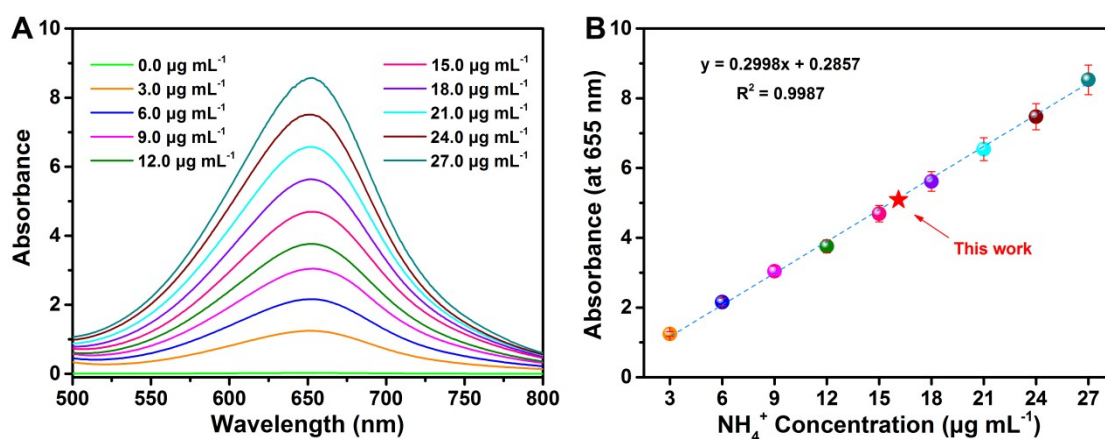 A
10
8
6
4
2
0
Absorbance
0.0 µg mL⁻¹
3.0 µg mL⁻¹
6.0 µg mL⁻¹
9.0 µg mL⁻¹
12.0 µg mL⁻¹
15.0 µg mL⁻¹
18.0 µg mL⁻¹
21.0 µg mL⁻¹
24.0 µg mL⁻¹
27.0 µg mL⁻¹
500 550 600 650 700 750 800
Wavelength (nm)
B
10
8
6
4
2
0
Absorbance (at 655 nm)
y = 0.2998x + 0.2857
R² = 0.9987
This work
3 6 9 12 15 18 21 24 27
NH₄⁺ Concentration (µg mL⁻¹)